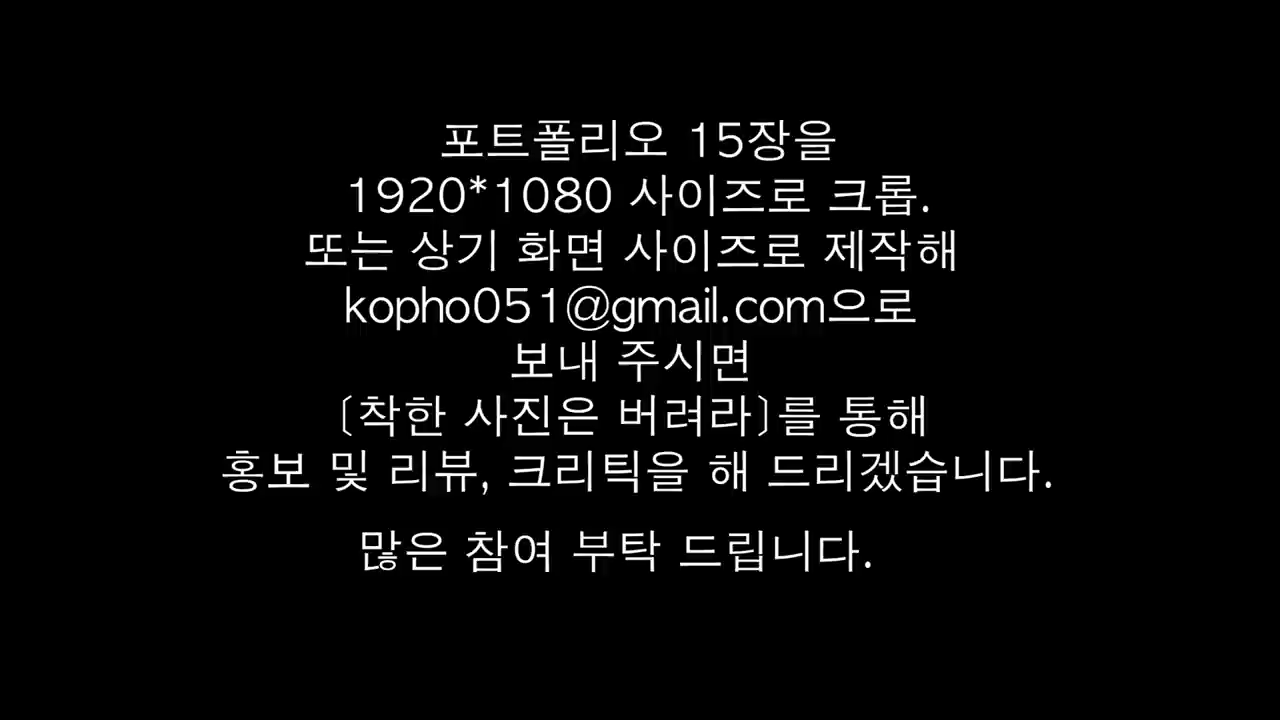 포트폴리오 15장을
1920*1080 사이즈로 크롭.
또는 상기 화면 사이즈로 제작해
kopho051@gmail.com으로
보내 주시면
〔착한 사진은 버려라〕를 통해
홍보 및 리뷰, 크리틱을 해 드리겠습니다.
많은 참여 부탁 드립니다.